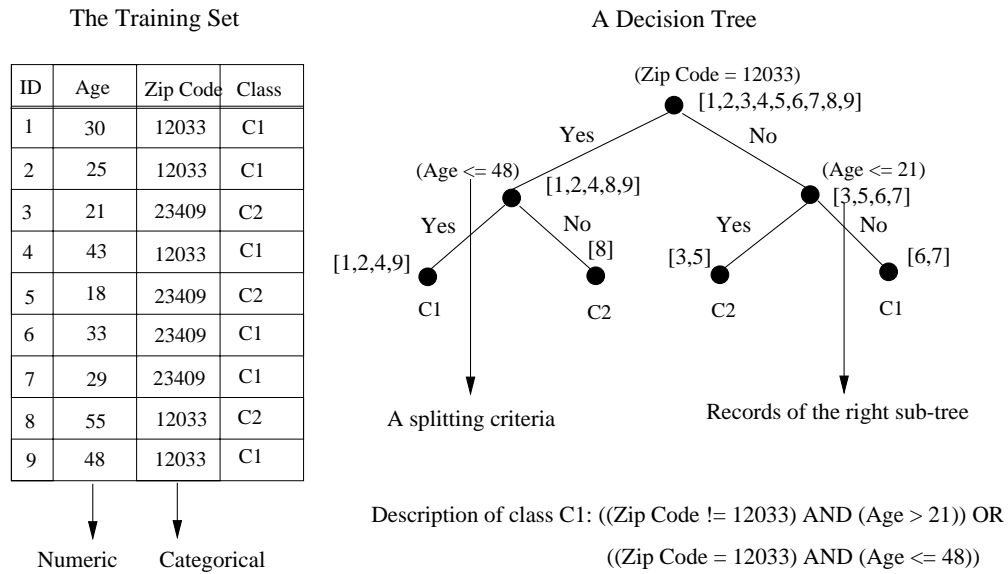 The Training Set
ID Age Zip Code Class
1 30 12033 C1
2 25 12033 C1
3 21 23409 C2
4 43 12033 C1
5 18 23409 C2
6 33 23409 C1
7 29 23409 C1
8 55 12033 C2
9 48 12033 C1
Numeric Categorical
A Decision Tree
(Zip Code = 12033)
[1,2,3,4,5,6,7,8,9]
Yes No
(Age <= 48) (Age <= 21)
[1,2,4,8,9] [3,5,6,7]
Yes No Yes No
[1,2,4,9] [8] [3,5] [6,7]
C1 C2 C2 C1
A splitting criteria Records of the right sub-tree
Description of class C1: ((Zip Code != 12033) AND (Age > 21)) OR
((Zip Code = 12033) AND (Age <= 48))